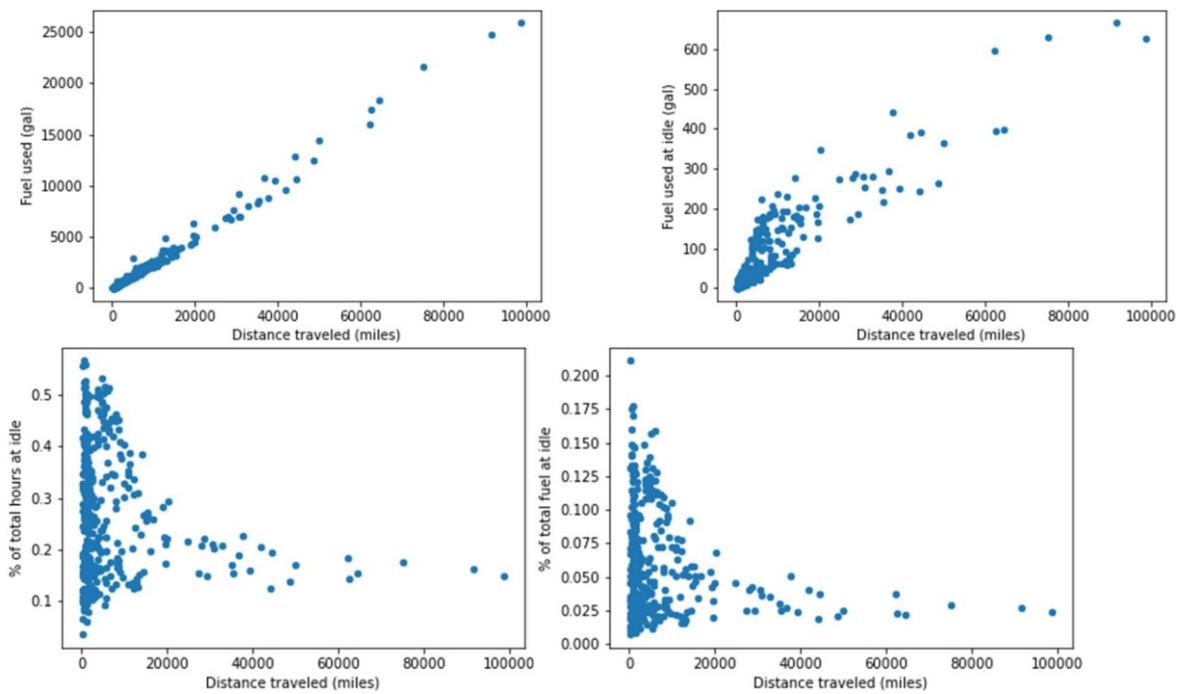 25000
20000
15000
10000
5000
0
Fuel used (gal)
0 20000 40000 60000 80000 100000
Distance traveled (miles)
600
500
400
300
200
100
0
Fuel used at idle (gal)
0 20000 40000 60000 80000 100000
Distance traveled (miles)
0.5
0.4
0.3
0.2
0.1
% of total hours at idle
0 20000 40000 60000 80000 100000
Distance traveled (miles)
0.200
0.175
0.150
0.125
0.100
0.075
0.050
0.025
0.000
% of total fuel at idle
0 20000 40000 60000 80000 100000
Distance traveled (miles)